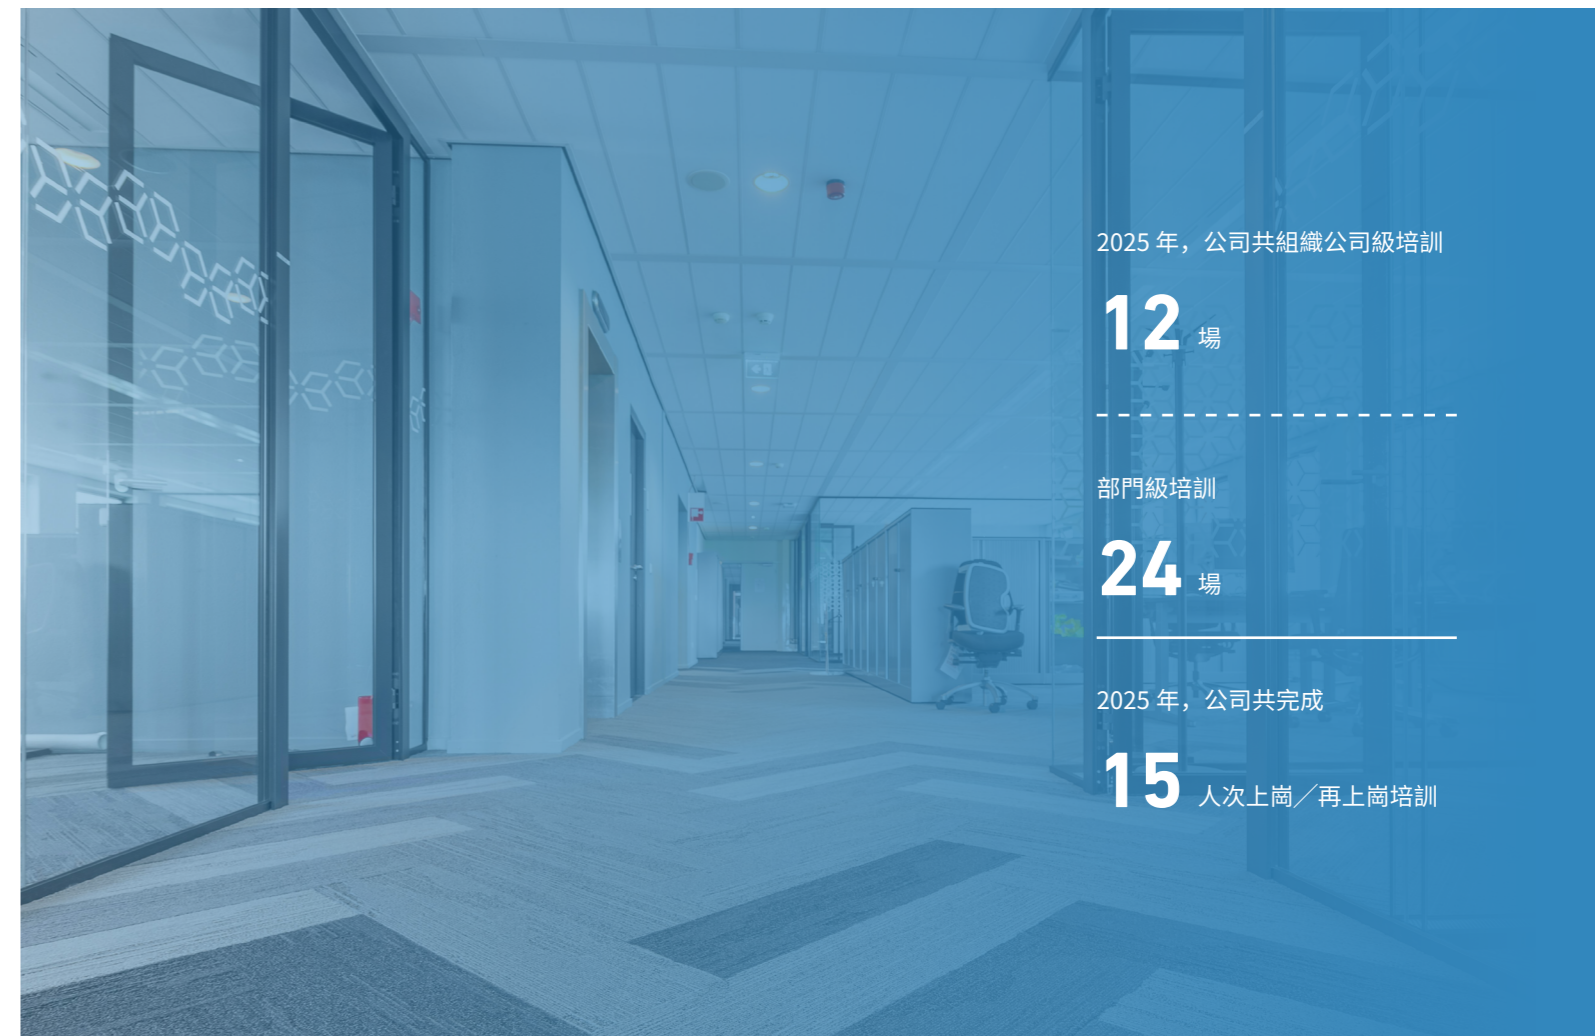 2025 年，公司共組織公司級培訓
12 場
部門級培訓
24 場
2025 年，公司共完成
15 人次上崗／再上崗培訓